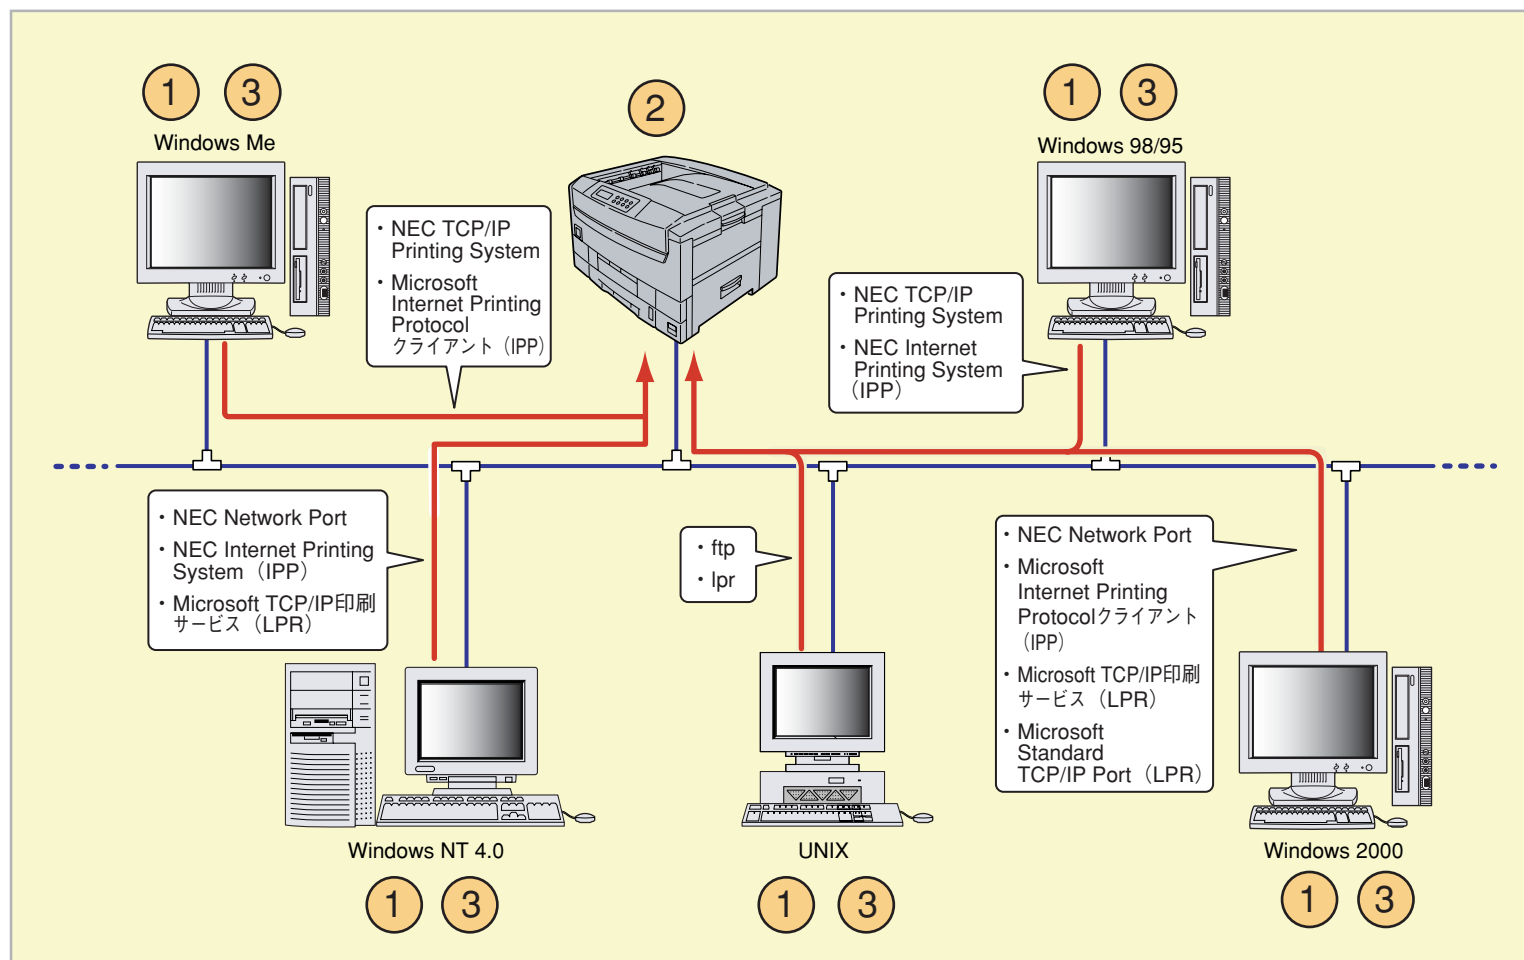 1 3
Windows Me
2
1 3
Windows 98/95
・NEC TCP/IP
Printing System
・Microsoft
Internet Printing
Protocol
クライアント（IPP）
・NEC TCP/IP
Printing System
・NEC Internet
Printing System
（IPP）
・NEC Network Port
・NEC Internet Printing
System（IPP）
・Microsoft TCP/IP印刷
サービス（LPR）
・ftp
・lpr
・NEC Network Port
・Microsoft
Internet Printing
Protocolクライアント
（IPP）
・Microsoft TCP/IP印刷
サービス（LPR）
・Microsoft
Standard
TCP/IP Port（LPR）
Windows NT 4.0
1 3
UNIX
1 3
Windows 2000
1 3